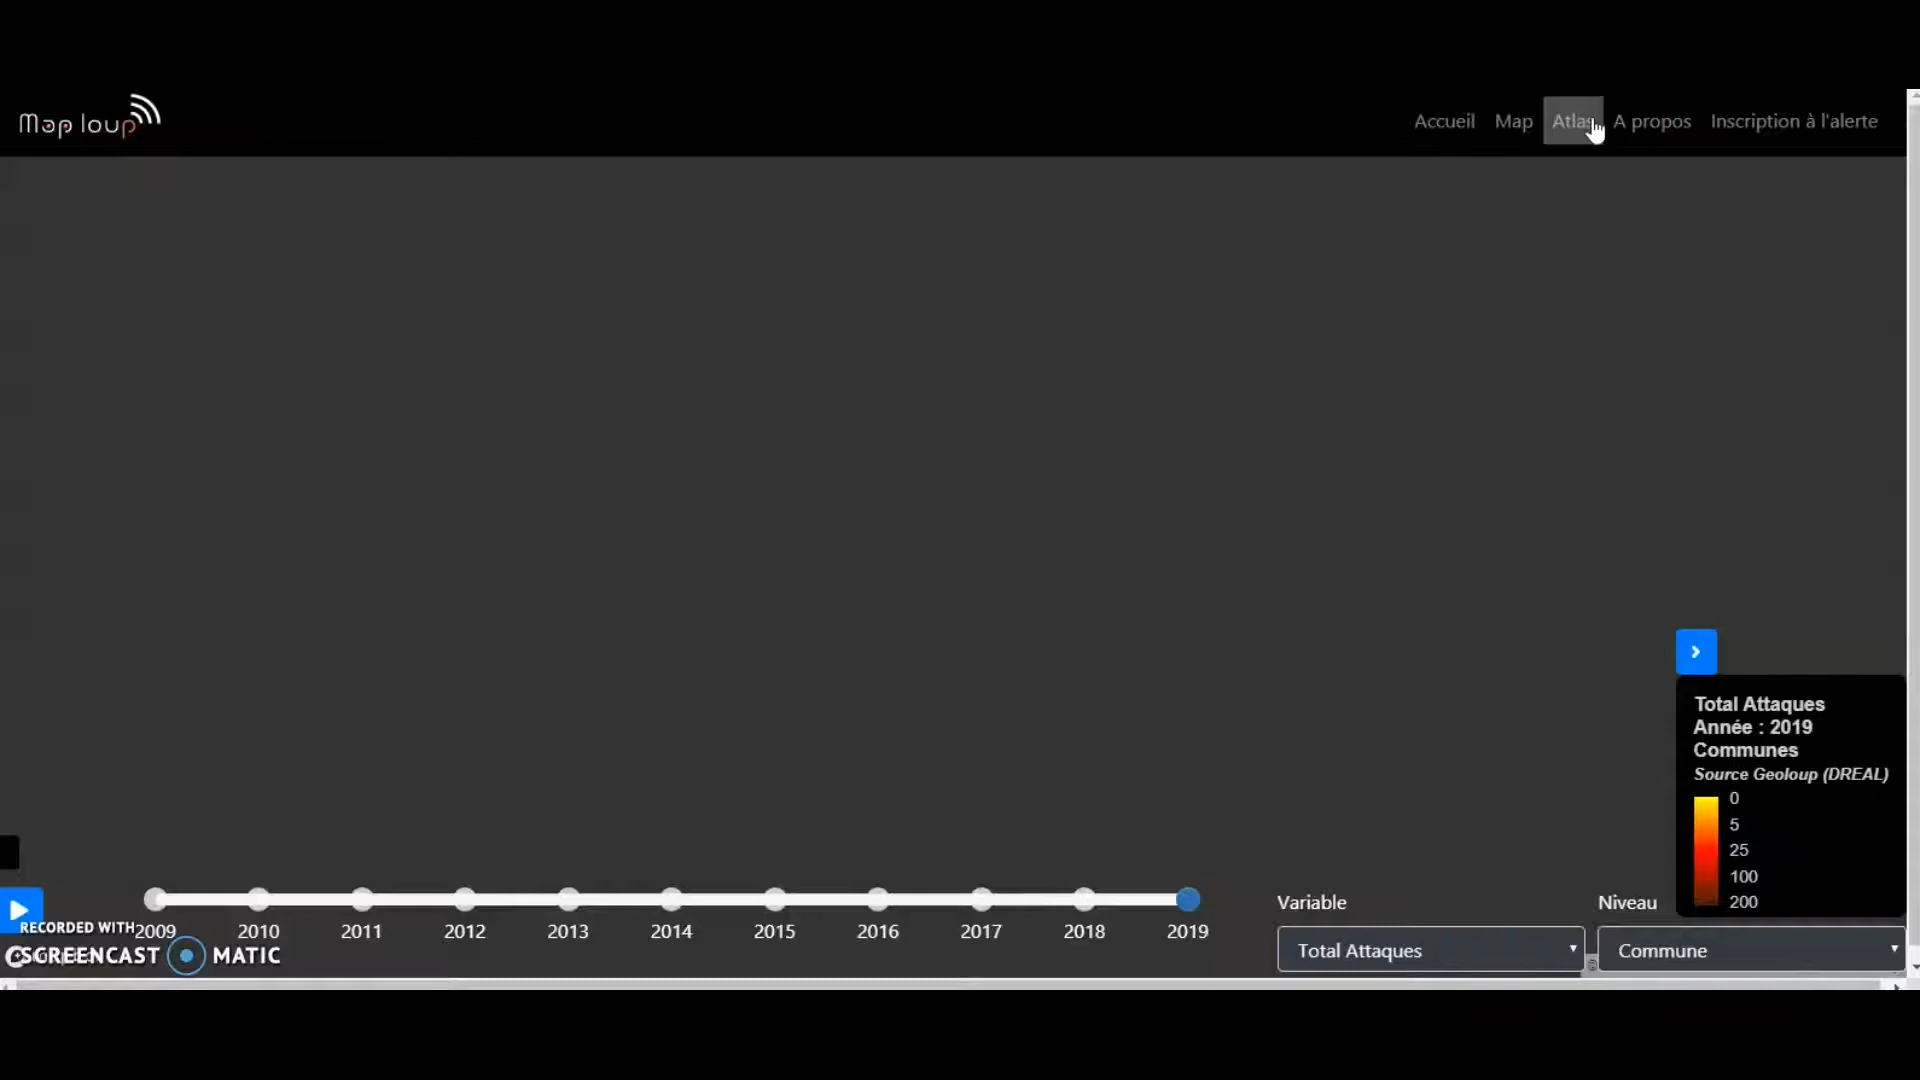 Map loup
Accueil Map Atlas A propos Inscription à l'alerte
Total Attaques
Année : 2019
Communes
Source Geoloup (DREAL)
0
5
25
100
200
2009 2010 2011 2012 2013 2014 2015 2016 2017 2018 2019
Variable
Total Attaques
Niveau
Commune
RECORDED WITH
SCREENCAST MATIC